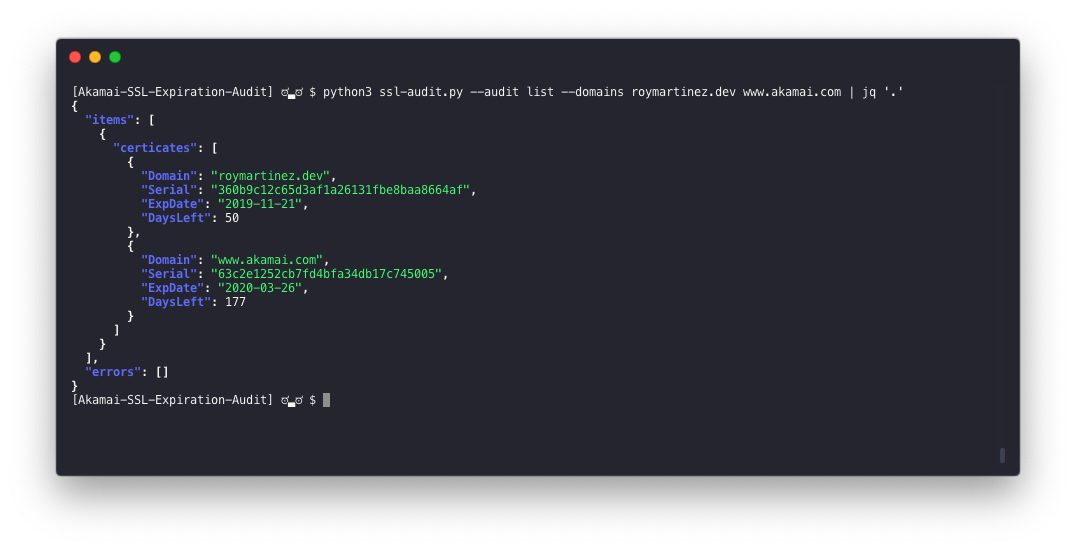 [Akamai-SSL-Expiration-Audit] ಠ▃ಠ $ python3 ssl-audit.py --audit list --domains roymartinez.dev www.akamai.com | jq '.'
{
  "items": [
    {
      "certicates": [
        {
          "Domain": "roymartinez.dev",
          "Serial": "360b9c12c65d3af1a26131fbe8baa8664af",
          "ExpDate": "2019-11-21",
          "DaysLeft": 50
        },
        {
          "Domain": "www.akamai.com",
          "Serial": "63c2e1252cb7fd4bfa34db17c745005",
          "ExpDate": "2020-03-26",
          "DaysLeft": 177
        }
      ]
    }
  ],
  "errors": []
}
[Akamai-SSL-Expiration-Audit] ಠ▃ಠ $